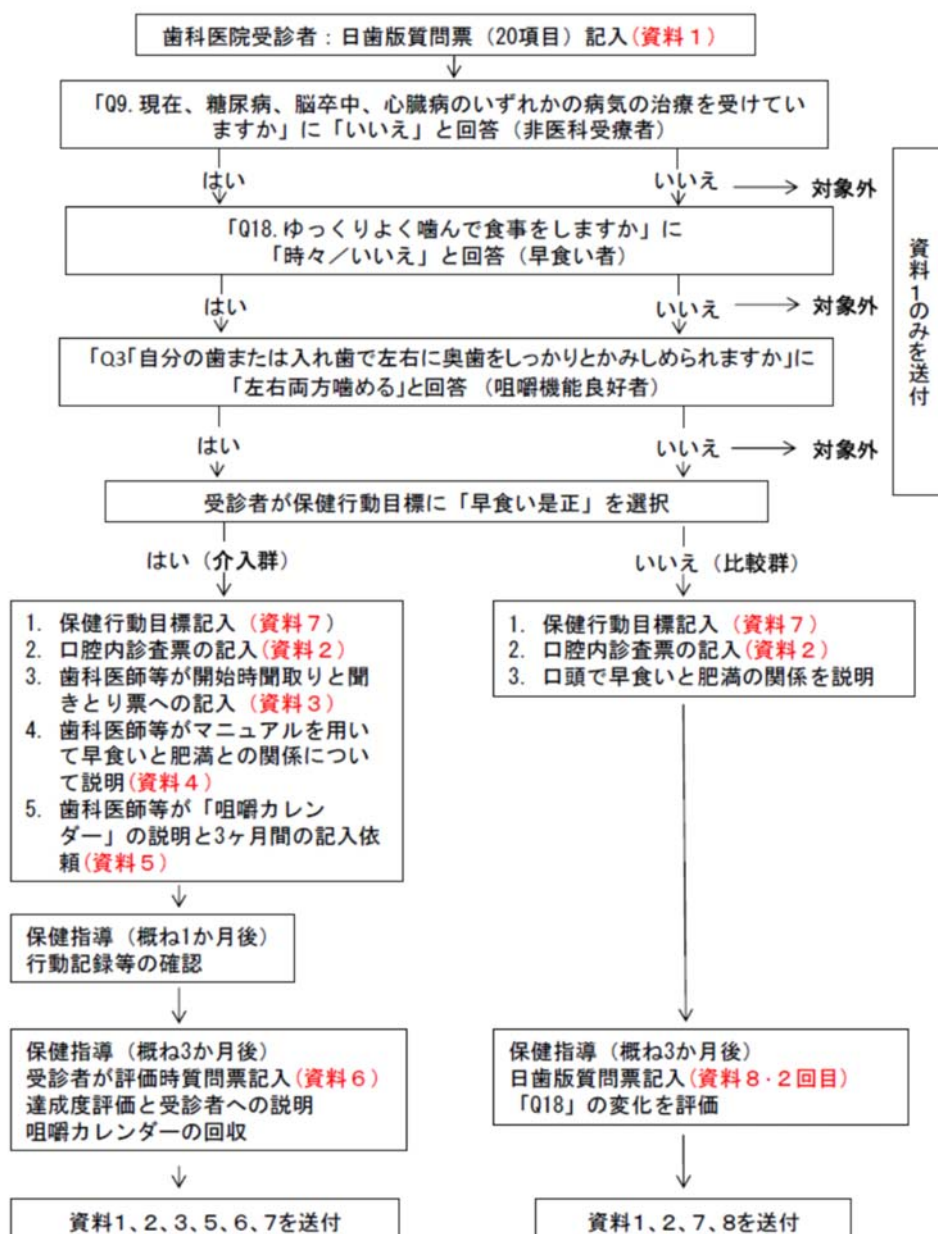 歯科医院受診者：日歯版質問票（20項目）記入(資料１)
「Q9.現在、糖尿病、脳卒中、心臓病のいずれかの病気の治療を受けてい
ますか」に「いいえ」と回答（非医科受療者）
はい
いいえ
対象外
「Q18.ゆっくりよく噛んで食事をしますか」に
「時々／いいえ」と回答（早食い者）
はい
いいえ
対象外
「Q3「自分の歯または入れ歯で左右に奥歯をしっかりとかみしめられますか」に
「左右両方噛める」と回答（咀嚼機能良好者）
はい
いいえ
対象外
資料１のみを送付
受診者が保健行動目標に「早食い是正」を選択
はい（介入群）
いいえ（比較群）
1. 保健行動目標記入（資料７）
2. 口腔内診査票の記入(資料２)
3. 歯科医師等が開始時聞取りと聞
きとり票への記入（資料３）
4. 歯科医師等がマニュアルを用い
て早食いと肥満との関係につい
て説明(資料４)
5. 歯科医師等が「咀嚼カレン
ダー」の説明と3ヶ月間の記入依
頼(資料５)
1. 保健行動目標記入（資料７）
2. 口腔内診査票の記入(資料２)
3. 口頭で早食いと肥満の関係を説明
保健指導（概ね1か月後）
行動記録等の確認
保健指導（概ね3か月後）
受診者が評価時質問票記入(資料６)
達成度評価と受診者への説明
咀嚼カレンダーの回収
保健指導（概ね3か月後）
日歯版質問票記入(資料８・２回目)
「Q18」の変化を評価
資料１、２、３、５、６、７を送付
資料１、２、７、８を送付